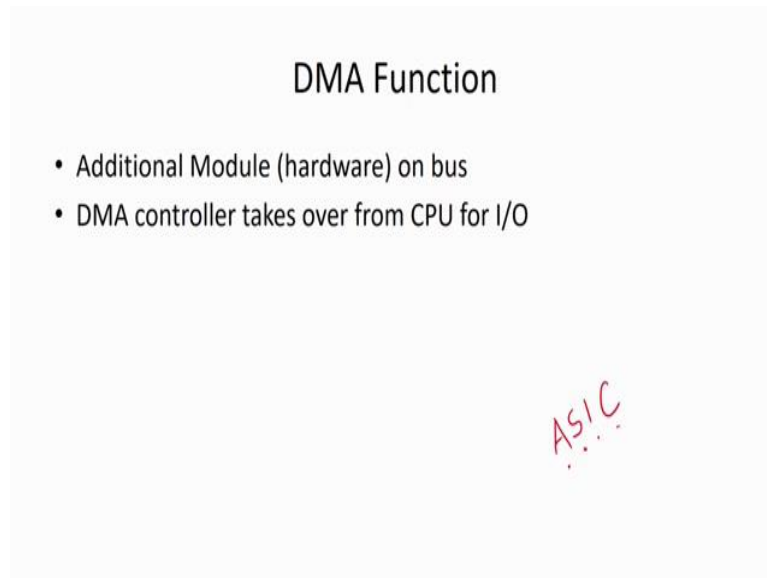 DMA Function
• Additional Module (hardware) on bus
• DMA controller takes over from CPU for I/O
ASIC